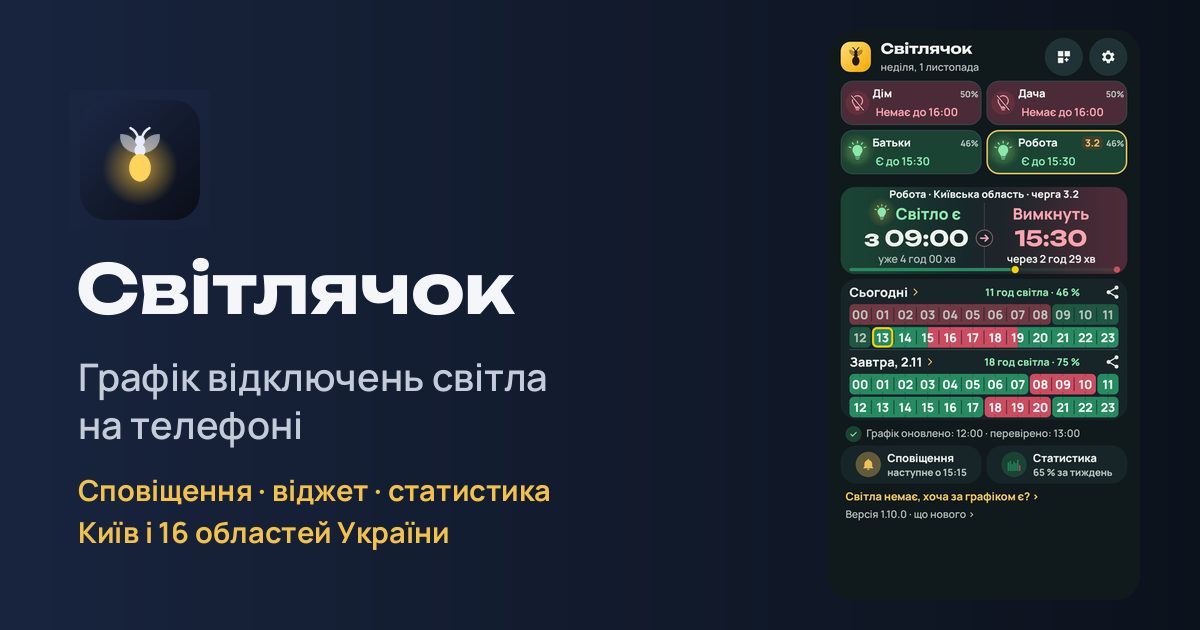 Світлячок
Графік відключень світла
на телефоні
Сповіщення · віджет · статистика
Київ і 16 областей України
Світлячок
неділя, 1 листопада
Дім 50%
Немає до 16:00
Дача 50%
Немає до 16:00
Батьки 46%
Є до 15:30
Робота 3.2 46%
Є до 15:30
Робота · Київська область · черга 3.2
Світло є
з 09:00
уже 4 год 00 хв
Вимкнуть
15:30
через 2 год 29 хв
Сьогодні › 11 год світла · 46 %
00 01 02 03 04 05 06 07 08 09 10 11
12 13 14 15 16 17 18 19 20 21 22 23
Завтра, 2.11 › 18 год світла · 75 %
00 01 02 03 04 05 06 07 08 09 10 11
12 13 14 15 16 17 18 19 20 21 22 23
Графік оновлено: 12:00 · перевірено: 13:00
Сповіщення
наступне о 15:15
Статистика
65 % за тиждень
Світла немає, хоча за графіком є? ›
Версія 1.10.0 · що нового ›